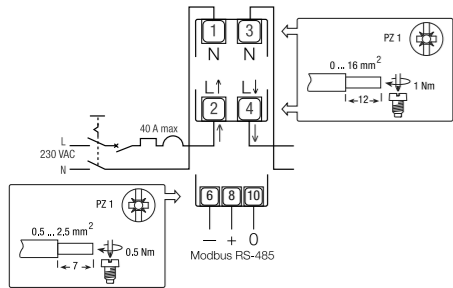 1 3
N N
L↑ L↓
2 4
↑ ↓
40 A max
L
230 VAC
N
PZ 1
0 ... 16 mm²
12
1 Nm
PZ 1
0,5 ... 2,5 mm²
7
0.5 Nm
6 8 10
– + 0
Modbus RS-485